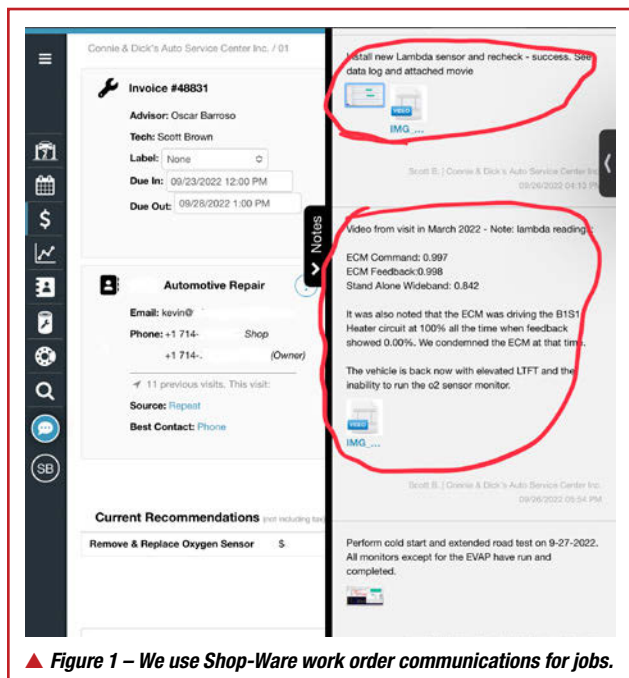 Connie & Dick's Auto Service Center Inc. / 01
Invoice #48831
Advisor: Oscar Barroso
Tech: Scott Brown
Label: None
Due In: 09/23/2022 12:00 PM
Due Out: 09/28/2022 1:00 PM
Automotive Repair
Email: kevin@
Phone: +1 714- Shop
+1 714-. (Owner)
11 previous visits. This visit:
Source: Repeat
Best Contact: Phone
Current Recommendations (not including tax)
Remove & Replace Oxygen Sensor $
SB
Notes
Install new Lambda sensor and recheck - success. See
data log and attached movie
VIDEO
IMG_...
Scott B. | Connie & Dick's Auto Service Center Inc.
09/26/2022 04:13 PM
Video from visit in March 2022 - Note: lambda readings:
ECM Command: 0.997
ECM Feedback:0.998
Stand Alone Wideband: 0.842
It was also noted that the ECM was driving the B1S1
Heater circuit at 100% all the time when feedback
showed 0.00%. We condemned the ECM at that time.
The vehicle is back now with elevated LTFT and the
inability to run the o2 sensor monitor.
VIDEO
IMG_...
Scott B. | Connie & Dick's Auto Service Center Inc.
09/26/2022 05:54 PM
Perform cold start and extended road test on 9-27-2022.
All monitors except for the EVAP have run and
completed.
▲ Figure 1 – We use Shop-Ware work order communications for jobs.